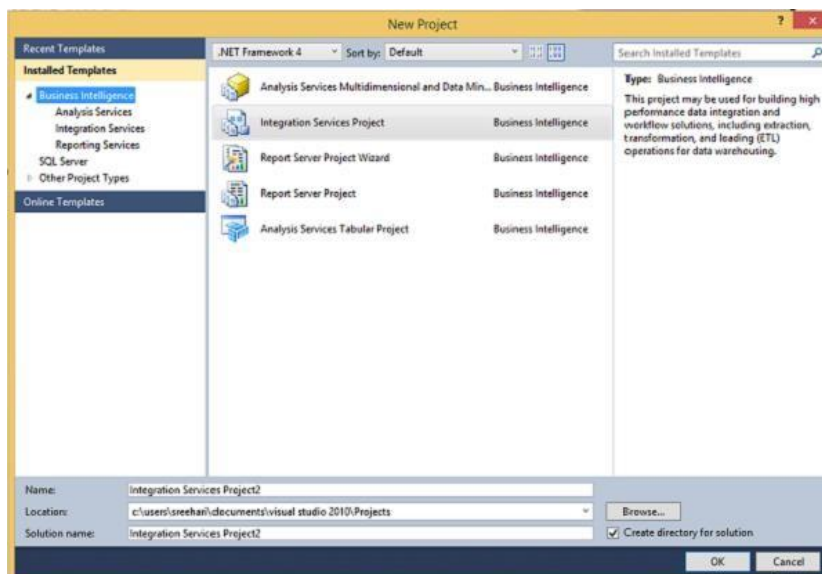 New Project
?
Recent Templates
Installed Templates
Business Intelligence
Analysis Services
Integration Services
Reporting Services
SQL Server
Other Project Types
Online Templates
.NET Framework 4
Sort by: Default
Analysis Services Multidimensional and Data Min... Business Intelligence
Integration Services Project Business Intelligence
Report Server Project Wizard Business Intelligence
Report Server Project Business Intelligence
Analysis Services Tabular Project Business Intelligence
Search Installed Templates
Type: Business Intelligence
This project may be used for building high
performance data integration and
workflow solutions, including extraction,
transformation, and leading (ETL)
operations for data warehousing.
Name: Integration Services Project2
Location: c:\users\sreehari\documents\visual studio 2010\Projects
Browse...
Solution name: Integration Services Project2
Create directory for solution
OK Cancel